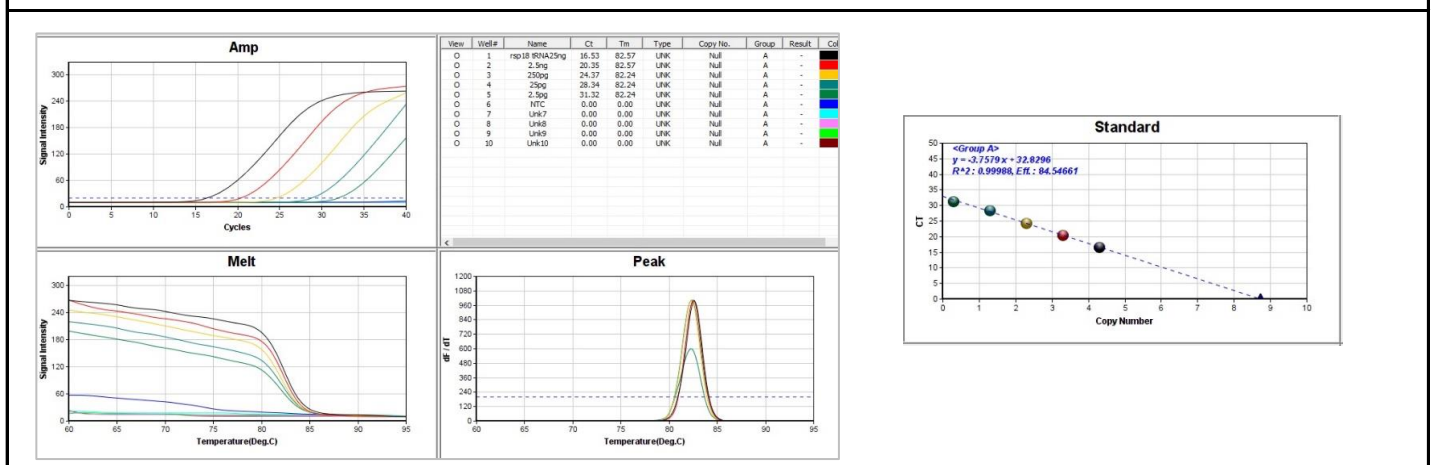 Amp
300
240
180
120
60
0
Signal Intensity
0 5 10 15 20 25 30 35 40
Cycles
View Well# Name Ct Tm Type Copy No. Group Result Col
O 1 rsp18 tRNA25ng 16.53 82.57 UNK Null A -
O 2 2.5ng 20.35 82.57 UNK Null A -
O 3 250pg 24.37 82.24 UNK Null A -
O 4 25pg 28.34 82.24 UNK Null A -
O 5 2.5pg 31.32 82.24 UNK Null A -
O 6 NTC 0.00 0.00 UNK Null A -
O 7 Unk7 0.00 0.00 UNK Null A -
O 8 Unk8 0.00 0.00 UNK Null A -
O 9 Unk9 0.00 0.00 UNK Null A -
O 10 Unk10 0.00 0.00 UNK Null A -
<
Melt
300
240
180
120
60
0
Signal Intensity
60 65 70 75 80 85 90 95
Temperature(Deg.C)
Peak
1200
1080
960
840
720
600
480
360
240
120
0
dF / dT
60 65 70 75 80 85 90 95
Temperature(Deg.C)
Standard
<Group A>
y = -3.7579 x + 32.8296
R^2 : 0.99988, Eff. : 84.54661
50
45
40
35
30
25
20
15
10
5
0
CT
0 1 2 3 4 5 6 7 8 9 10
Copy Number